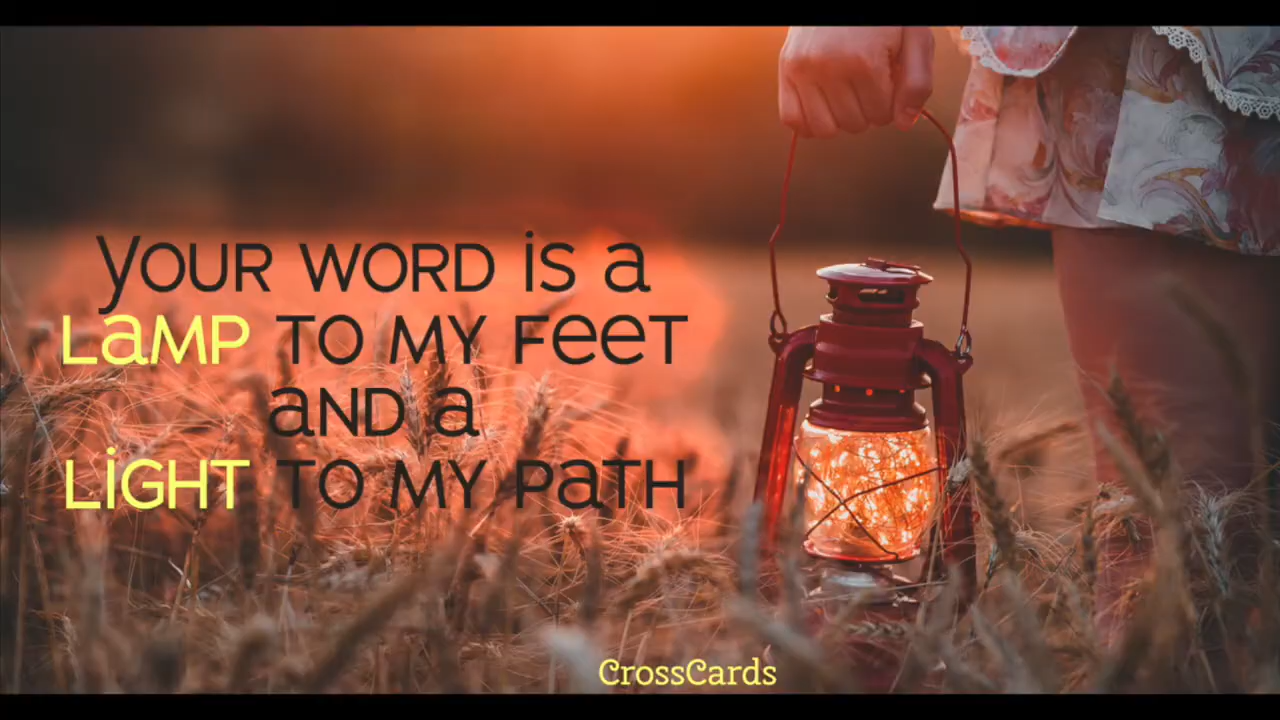 YOUR WORD IS a
LaMP TO MY FeeT
aND a
LiGHT TO MY PaTH
CrossCards